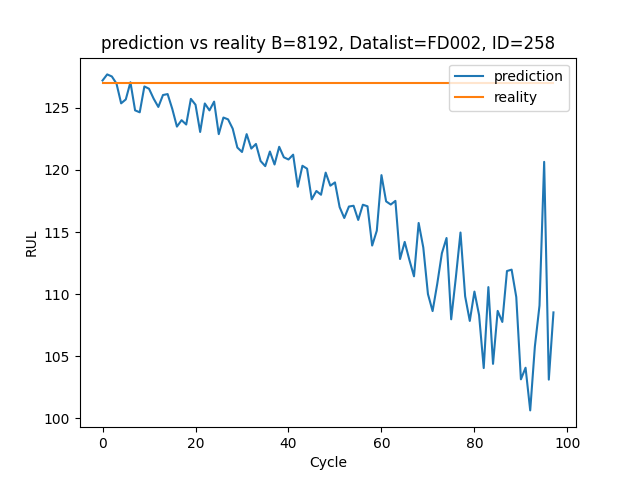 prediction vs reality B=8192, Datalist=FD002, ID=258
prediction
reality
125
120
115
110
105
100
RUL
0 20 40 60 80 100
Cycle